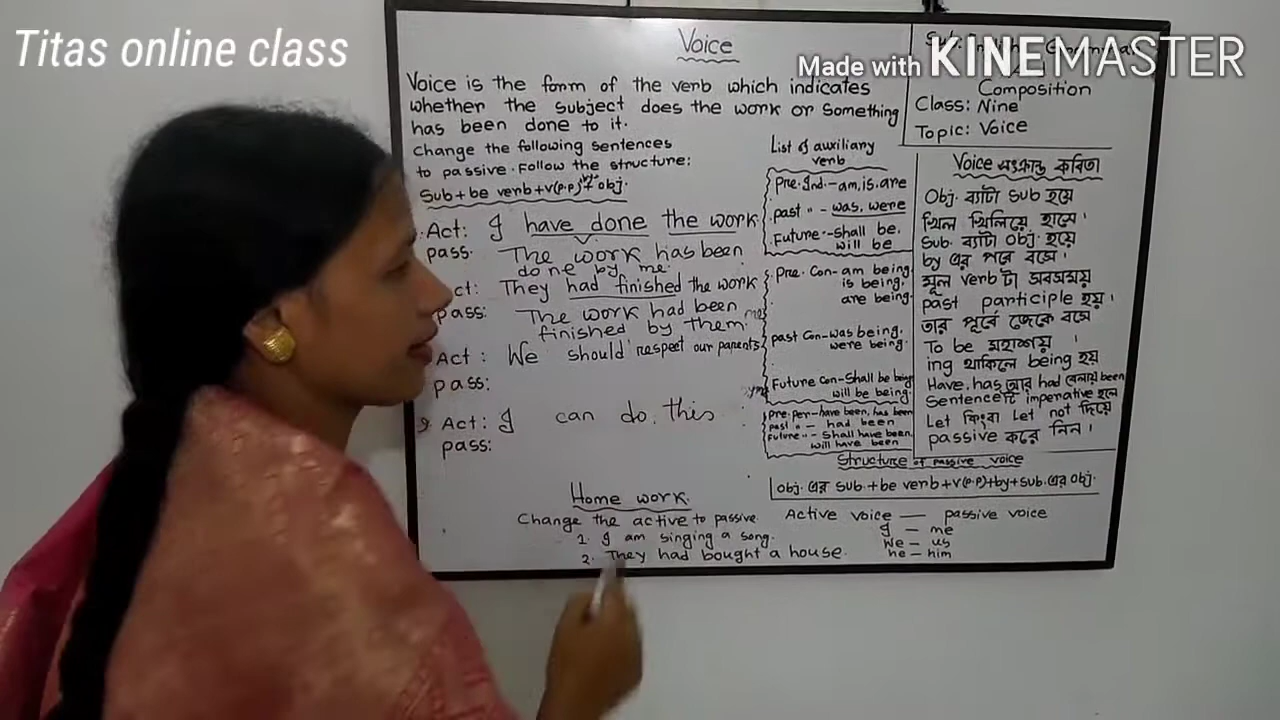 Titas online class
Made with KINEMASTER
Voice
Voice is the form of the verb which indicates
whether the subject does the work or something
has been done to it.
Change the following sentences
to passive. Follow the structure:
Sub + be verb + v(p.p) + obj.
Act: I have done the work
pass: The work has been
done by me.
Act: They had finished the work
pass: The work had been
finished by them.
Act: We should respect our parents
pass:
Act: I can do this
pass:
Home work.
Change the active to passive.
1. I am singing a song.
2. They had bought a house.
List of auxiliary
verb
Pre. Ind. - am, is, are
past " - was, were
Future " - shall be,
will be
Pre. Con - am being
is being,
are being.
past Con - was being,
were being.
Future con - Shall be being
will be being.
Pre. per - have been, has been
past " - had been
Future " - Shall have been,
will have been
Composition
Class: Nine
Topic: Voice
Voice সংক্রান্ত কবিতা
Obj. ব্যাটা Sub হয়ে
খিল খিলিয়ে হাসে।
Sub. ব্যাটা Obj. হয়ে
by এর পরে বসে।
মূল verb টা সবসময়
past participle হয়।
তার পূর্বে জেকে বসে
To be মহাশয়।
ing থাকিলে being হয়
Have, has আর had বেলায় been
Sentence টি imperative হলে
Let কিংবা Let not দিয়ে
passive করে নিন।
Structure of passive voice
Obj. এর sub. + be verb + v(p.p) + by + sub. এর obj.
Active voice — passive voice
I — me
We — us
he — him